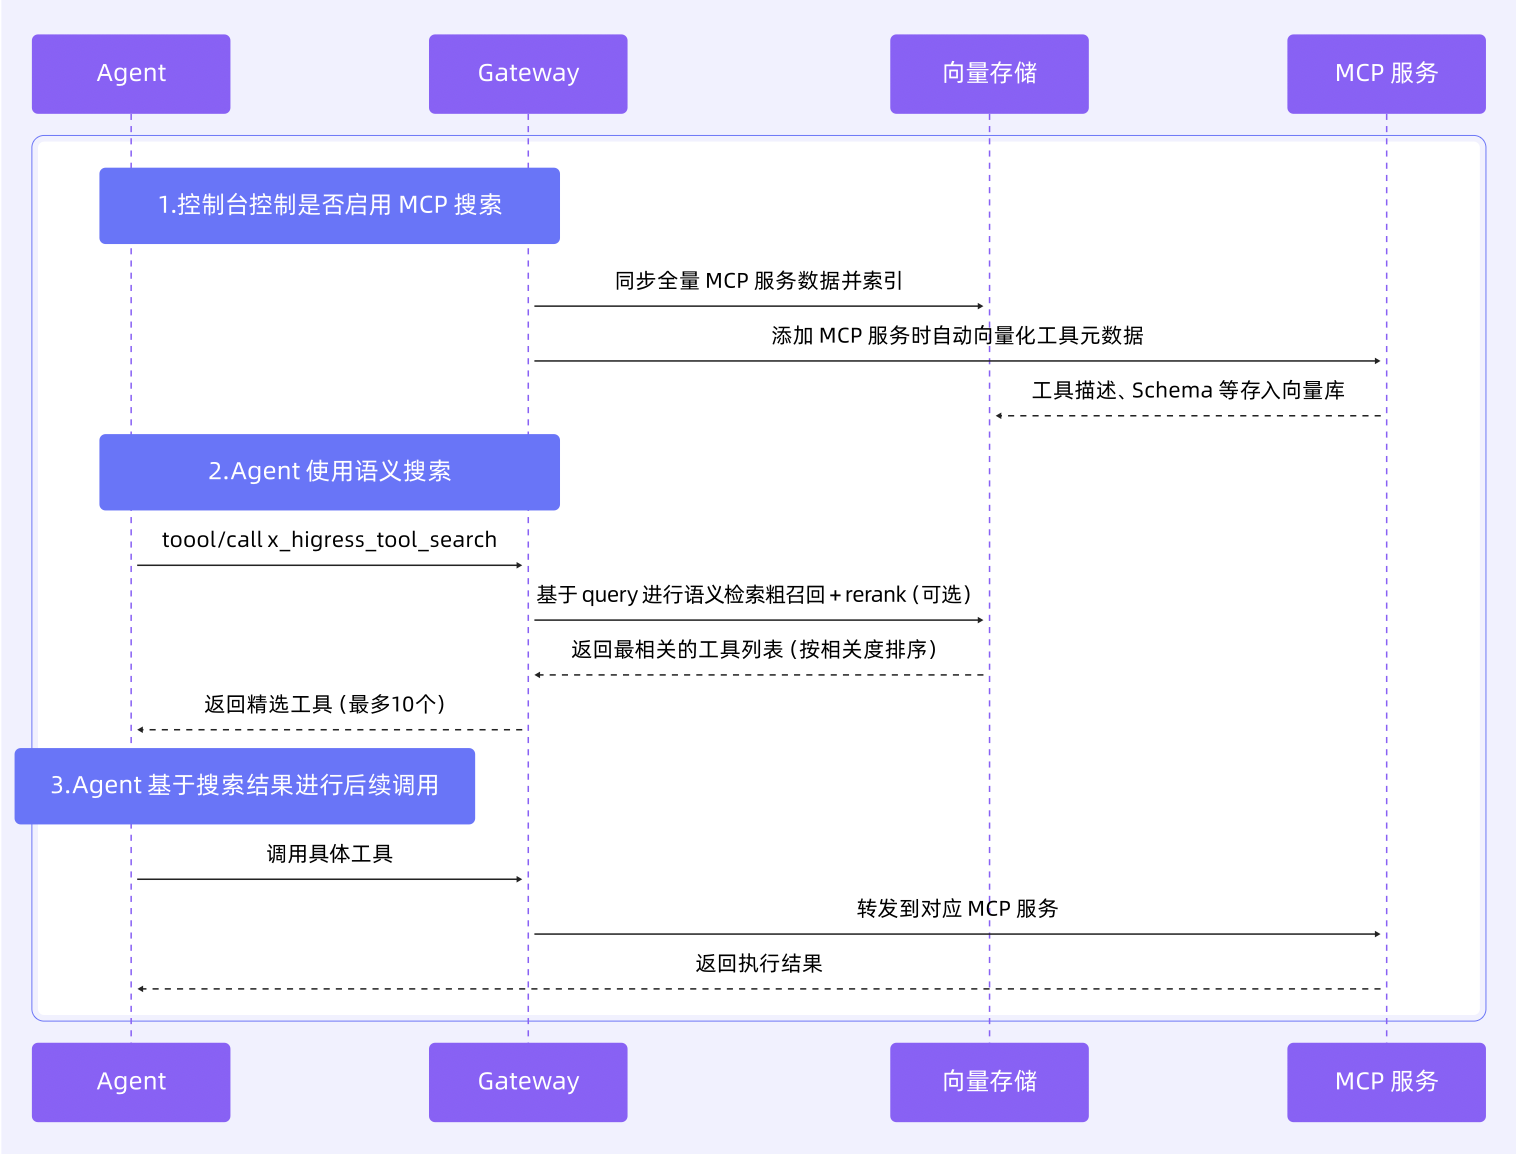 Agent
Gateway
向量存储
MCP 服务
1.控制台控制是否启用 MCP 搜索
同步全量 MCP 服务数据并索引
添加 MCP 服务时自动向量化工具元数据
工具描述、Schema 等存入向量库
2.Agent 使用语义搜索
toool/call x_higress_tool_search
基于 query 进行语义检索粗召回 + rerank (可选)
返回最相关的工具列表 (按相关度排序)
返回精选工具 (最多10个)
3.Agent 基于搜索结果进行后续调用
调用具体工具
转发到对应 MCP 服务
返回执行结果
Agent
Gateway
向量存储
MCP 服务